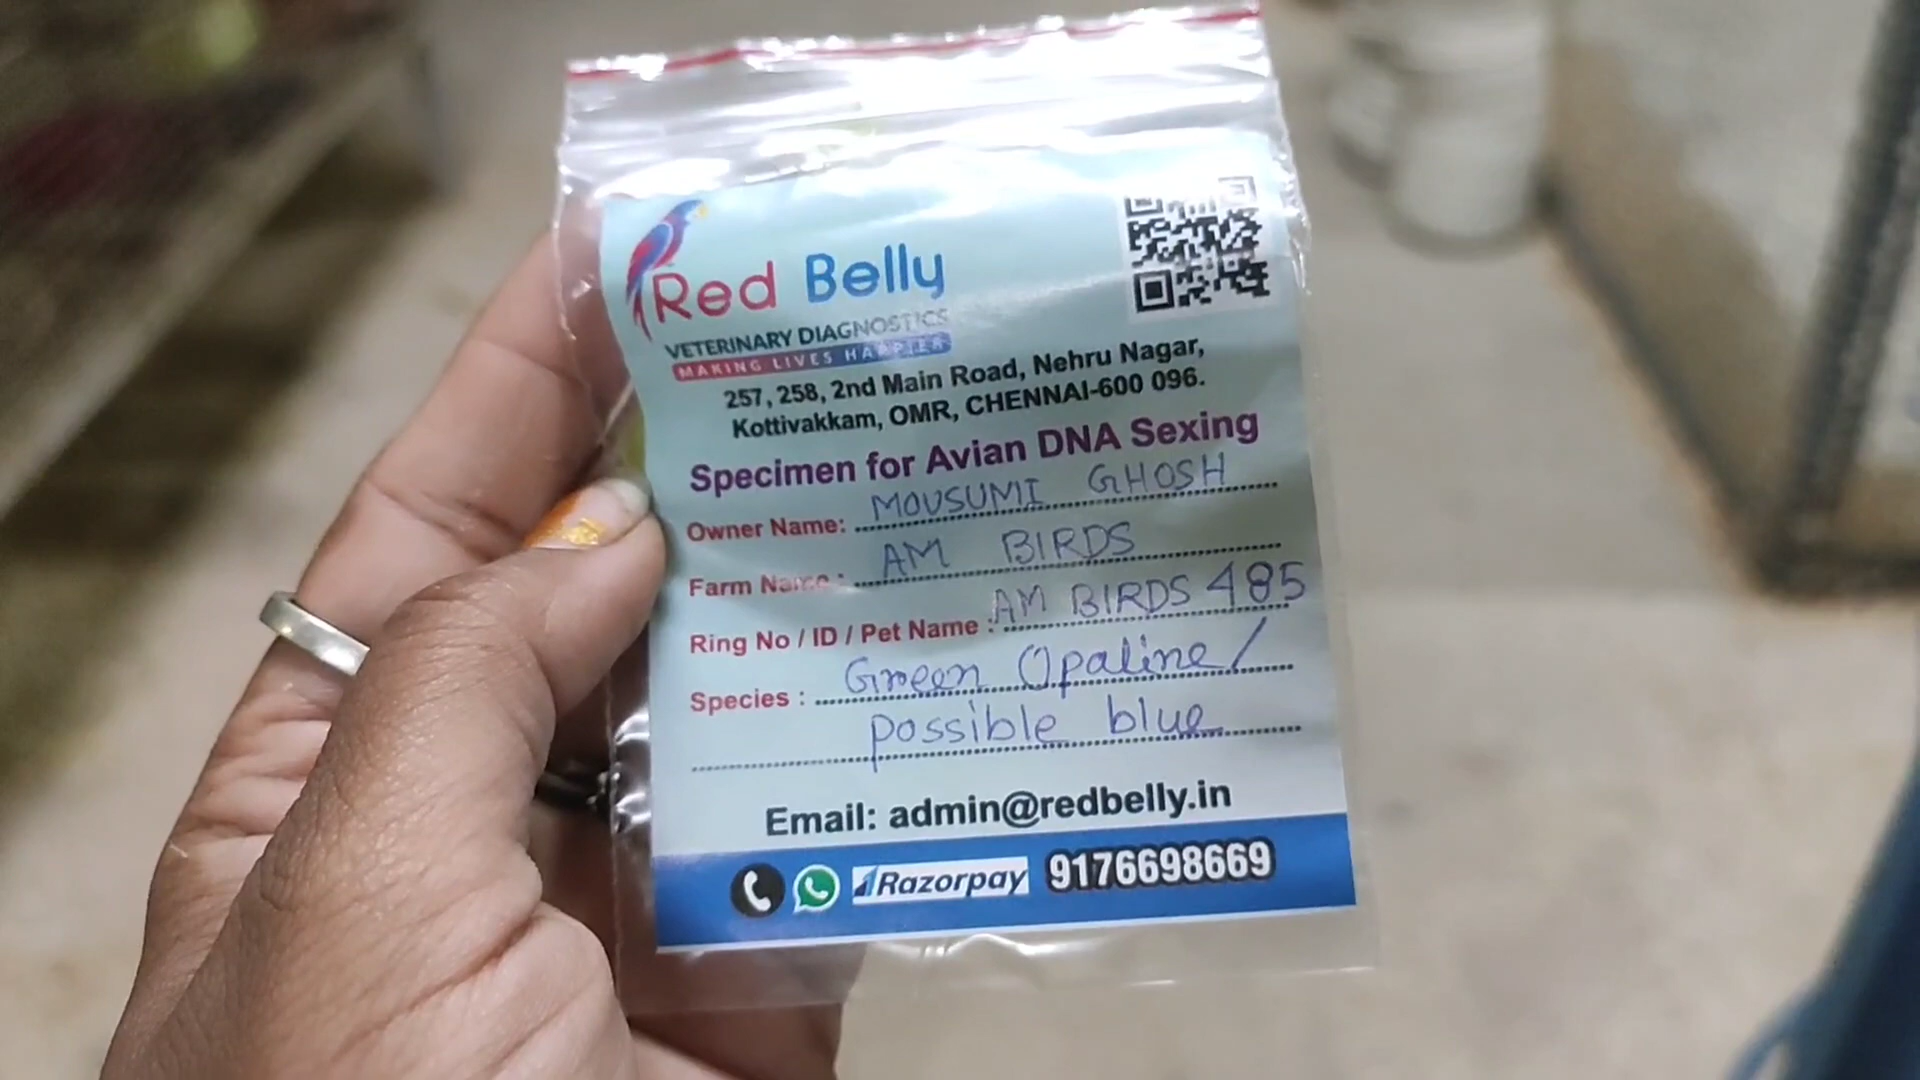 Red Belly
VETERINARY DIAGNOSTICS
MAKING LIVES HAPPIER
257, 258, 2nd Main Road, Nehru Nagar,
Kottivakkam, OMR, CHENNAI-600 096.
Specimen for Avian DNA Sexing
Owner Name: MOUSUMI GHOSH
Farm Name : AM BIRDS
Ring No / ID / Pet Name : AM BIRDS 485
Species : Green Opaline/
possible blue
Email: admin@redbelly.in
Razorpay 9176698669